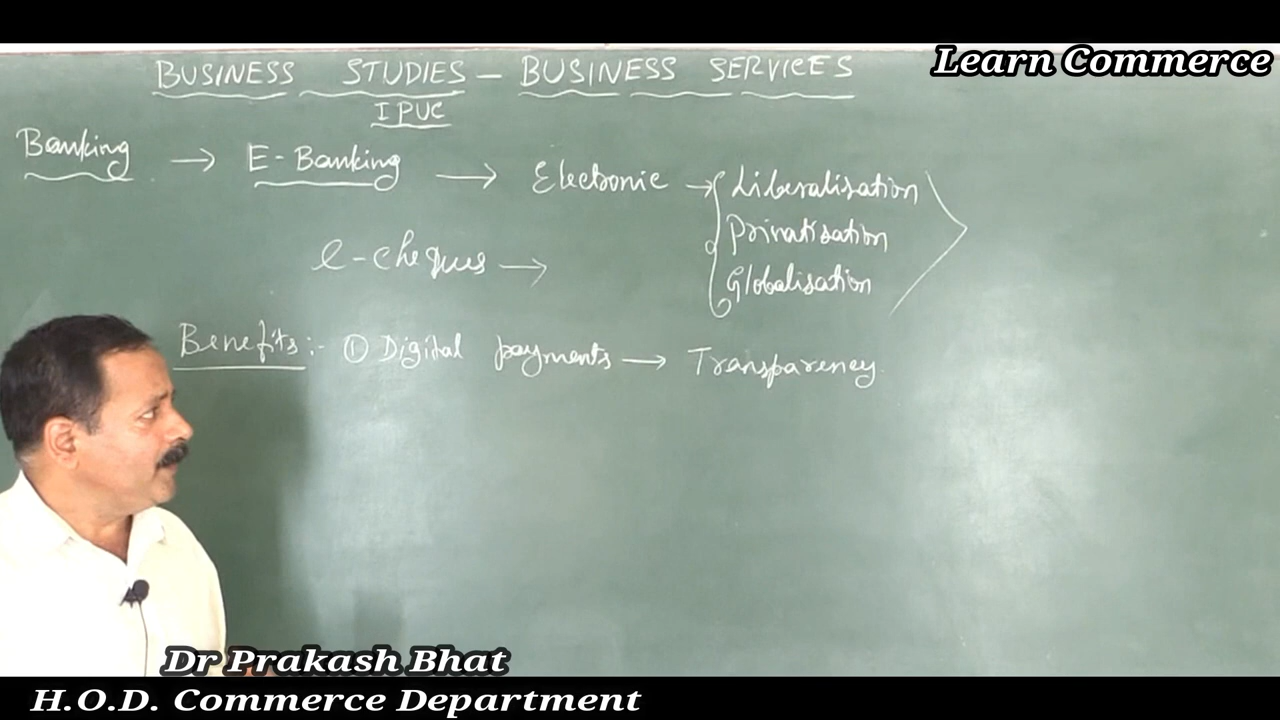 Learn Commerce
BUSINESS STUDIES - BUSINESS SERVICES
I PUC
Banking → E-Banking → Electronic → Liberalisation
Privatisation
e-cheques →
Globalisation
Benefits:- ① Digital payments → Transparency
Dr Prakash Bhat
H.O.D. Commerce Department